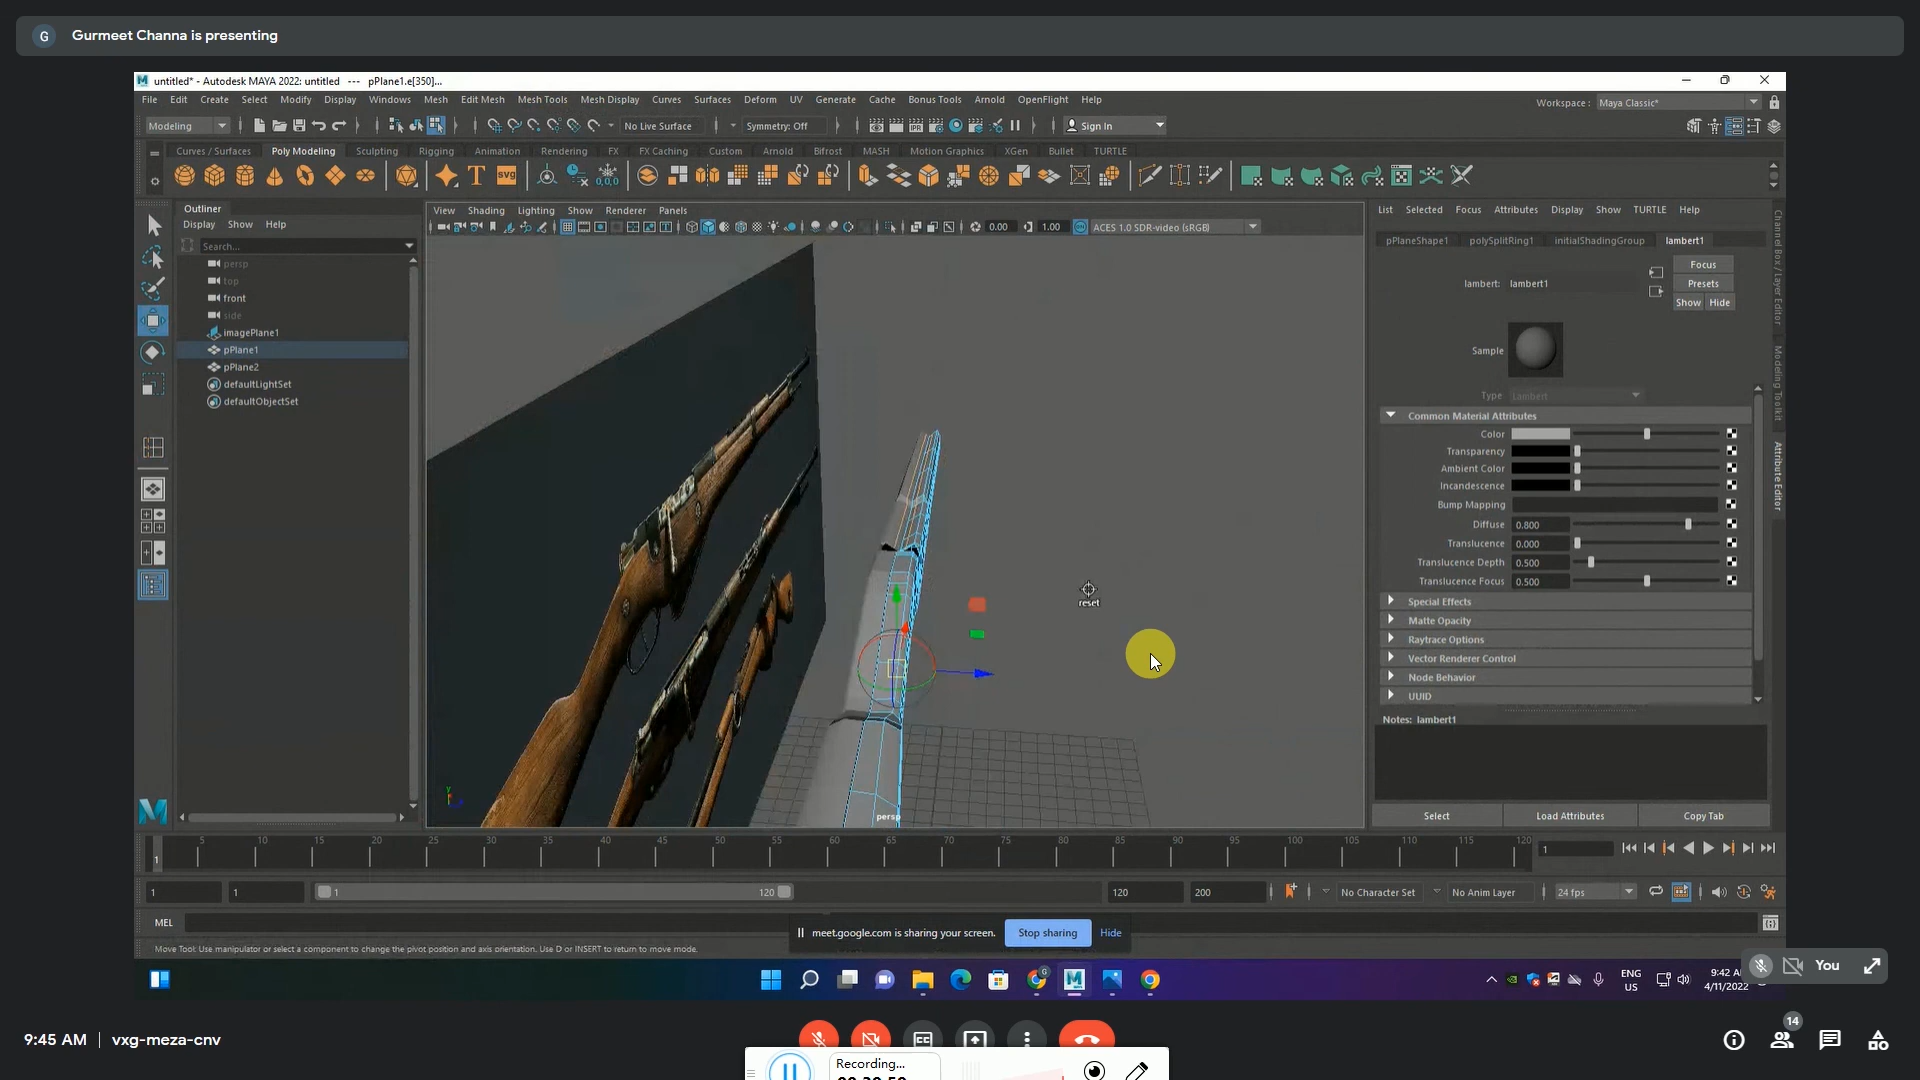 G Gurmeet Channa is presenting
untitled* - Autodesk MAYA 2022: untitled --- pPlane1.e[350]...
File Edit Create Select Modify Display Windows Mesh Edit Mesh Mesh Tools Mesh Display Curves Surfaces Deform UV Generate Cache Bonus Tools Arnold OpenFlight Help
Workspace : Maya Classic*
Modeling No Live Surface Symmetry: Off Sign In
Curves / Surfaces Poly Modeling Sculpting Rigging Animation Rendering FX FX Caching Custom Arnold Bifrost MASH Motion Graphics XGen Bullet TURTLE
T svg 0,0,0
Outliner
Display Show Help
Search...
persp
top
front
side
imagePlane1
pPlane1
pPlane2
defaultLightSet
defaultObjectSet
View Shading Lighting Show Renderer Panels
0.00 1.00 ACES 1.0 SDR-video (sRGB)
reset
persp
List Selected Focus Attributes Display Show TURTLE Help
pPlaneShape1 polySplitRing1 initialShadingGroup lambert1
lambert: lambert1
Focus
Presets
Show Hide
Sample
Type Lambert
Common Material Attributes
Color
Transparency
Ambient Color
Incandescence
Bump Mapping
Diffuse 0.800
Translucence 0.000
Translucence Depth 0.500
Translucence Focus 0.500
Special Effects
Matte Opacity
Raytrace Options
Vector Renderer Control
Node Behavior
UUID
Notes: lambert1
Select Load Attributes Copy Tab
Channel Box / Layer Editor
Modeling Toolkit
Attribute Editor
1 5 10 15 20 25 30 35 40 45 50 55 60 65 70 75 80 85 90 95 100 105 110 115 120 1
1 1 1 120 120 200 No Character Set No Anim Layer 24 fps
MEL
meet.google.com is sharing your screen. Stop sharing Hide
Move Tool: Use manipulator or select a component to change the pivot position and axis orientation. Use D or INSERT to return to move mode.
ENG
US
9:42
4/11/2022
You
9:45 AM | vxg-meza-cnv
14
Recording...